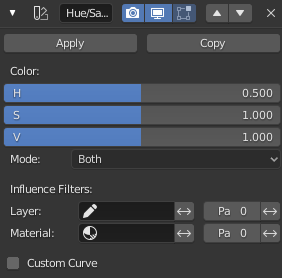 Hue/Sa...
Apply Copy
Color:
H 0.500
S 1.000
V 1.000
Mode: Both
Influence Filters:
Layer: Pa 0
Material: Pa 0
Custom Curve